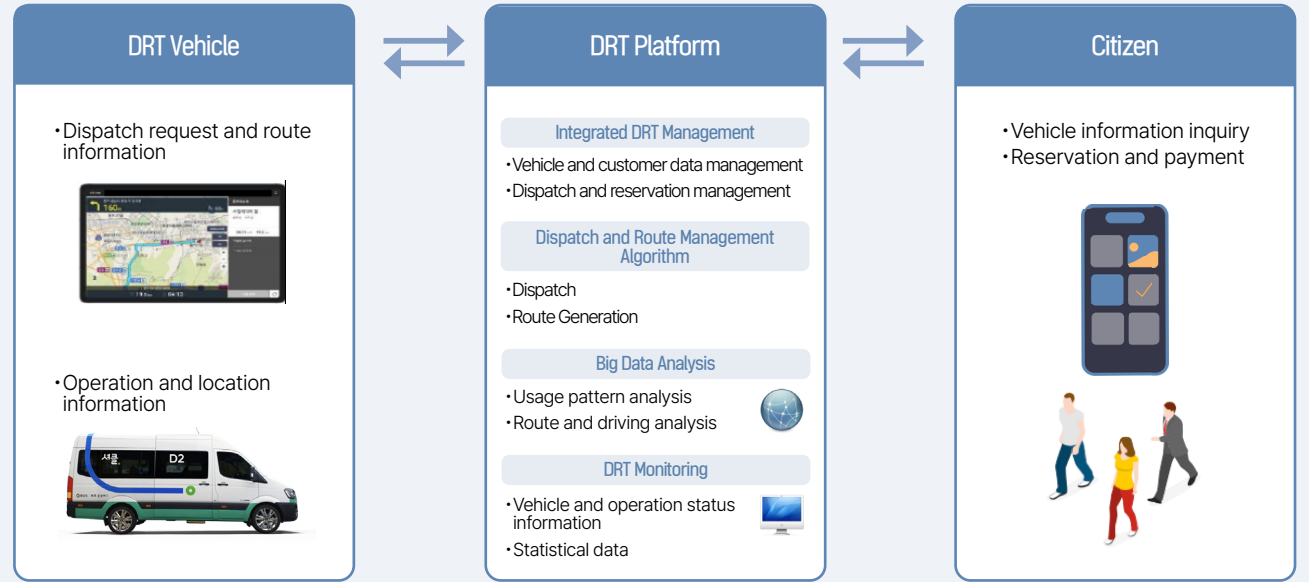 DRT Vehicle
·Dispatch request and route
information
160m
·Operation and location
information
셔클
D2
DRT Platform
Integrated DRT Management
·Vehicle and customer data management
·Dispatch and reservation management
Dispatch and Route Management
Algorithm
·Dispatch
·Route Generation
Big Data Analysis
·Usage pattern analysis
·Route and driving analysis
DRT Monitoring
·Vehicle and operation status
information
·Statistical data
Citizen
·Vehicle information inquiry
·Reservation and payment